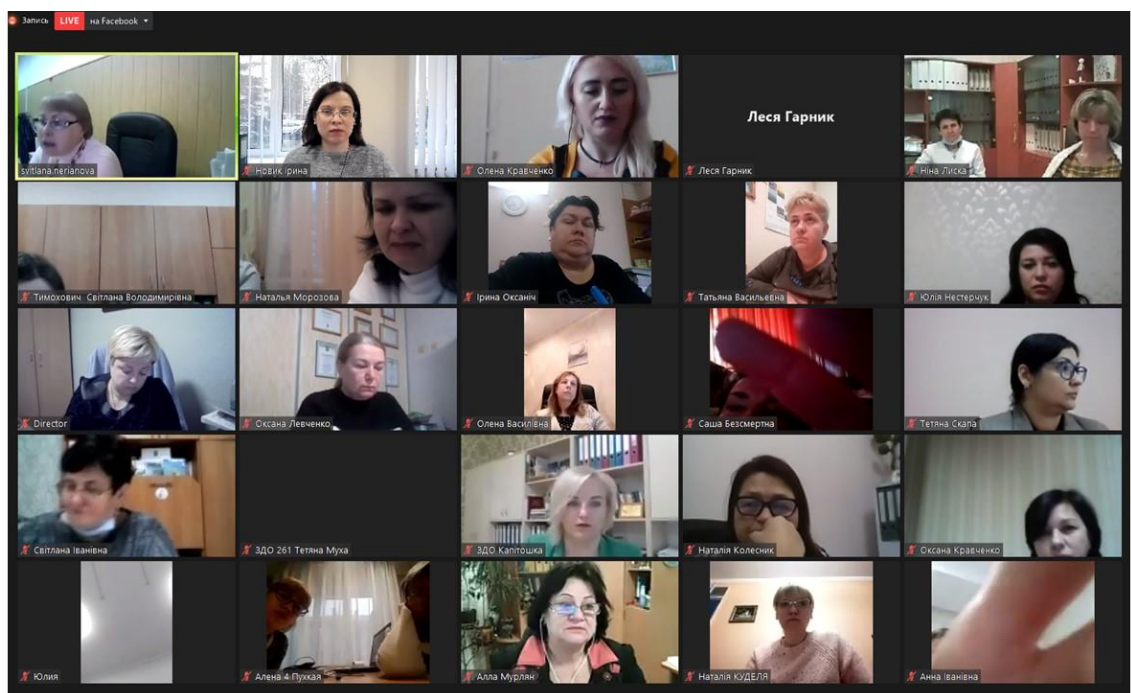 Запись LIVE на Facebook
svitlana.nerianova
Новик Ірина
Олена Кравченко
Леся Гарник
Леся Гарник
Ніна Лиска
Тимохович Світлана Володимирівна
Наталья Морозова
Ірина Оксаніч
Татьяна Васильевна
Юлія Нестерчук
Director
Оксана Левченко
Олена Василівна
Саша Безсмертна
Тетяна Скапа
Світлана Іванівна
ЗДО 261 Тетяна Муха
ЗДО Капітошка
Наталія Колесник
Оксана Кравченко
Юлия
Алена 4 Пухкая
Алла Мурлян
Наталія КУДЕЛЯ
Анна Іванівна